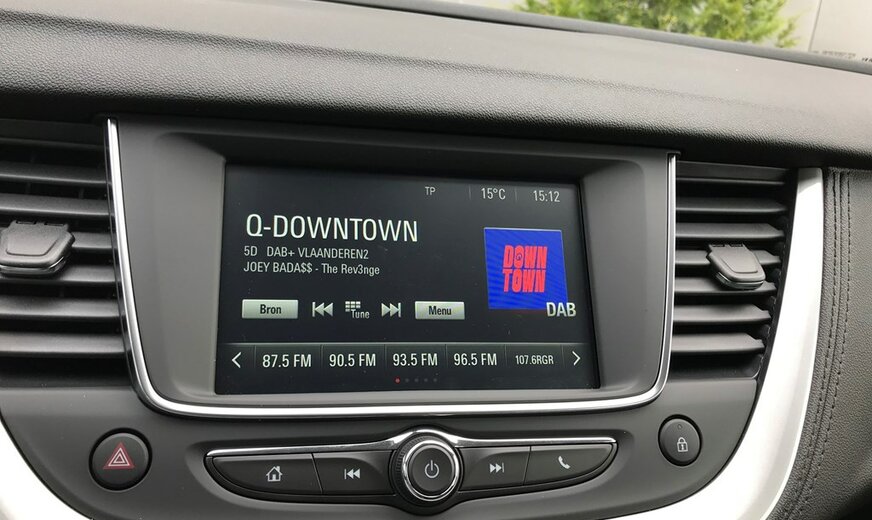 TP 15°C 15:12
Q-DOWNTOWN
5D DAB+ VLAANDEREN2
JOEY BADA$$ - The Rev3nge
DOWN
TOWN
DAB
Bron Tune Menu
87.5 FM 90.5 FM 93.5 FM 96.5 FM 107.6RGR